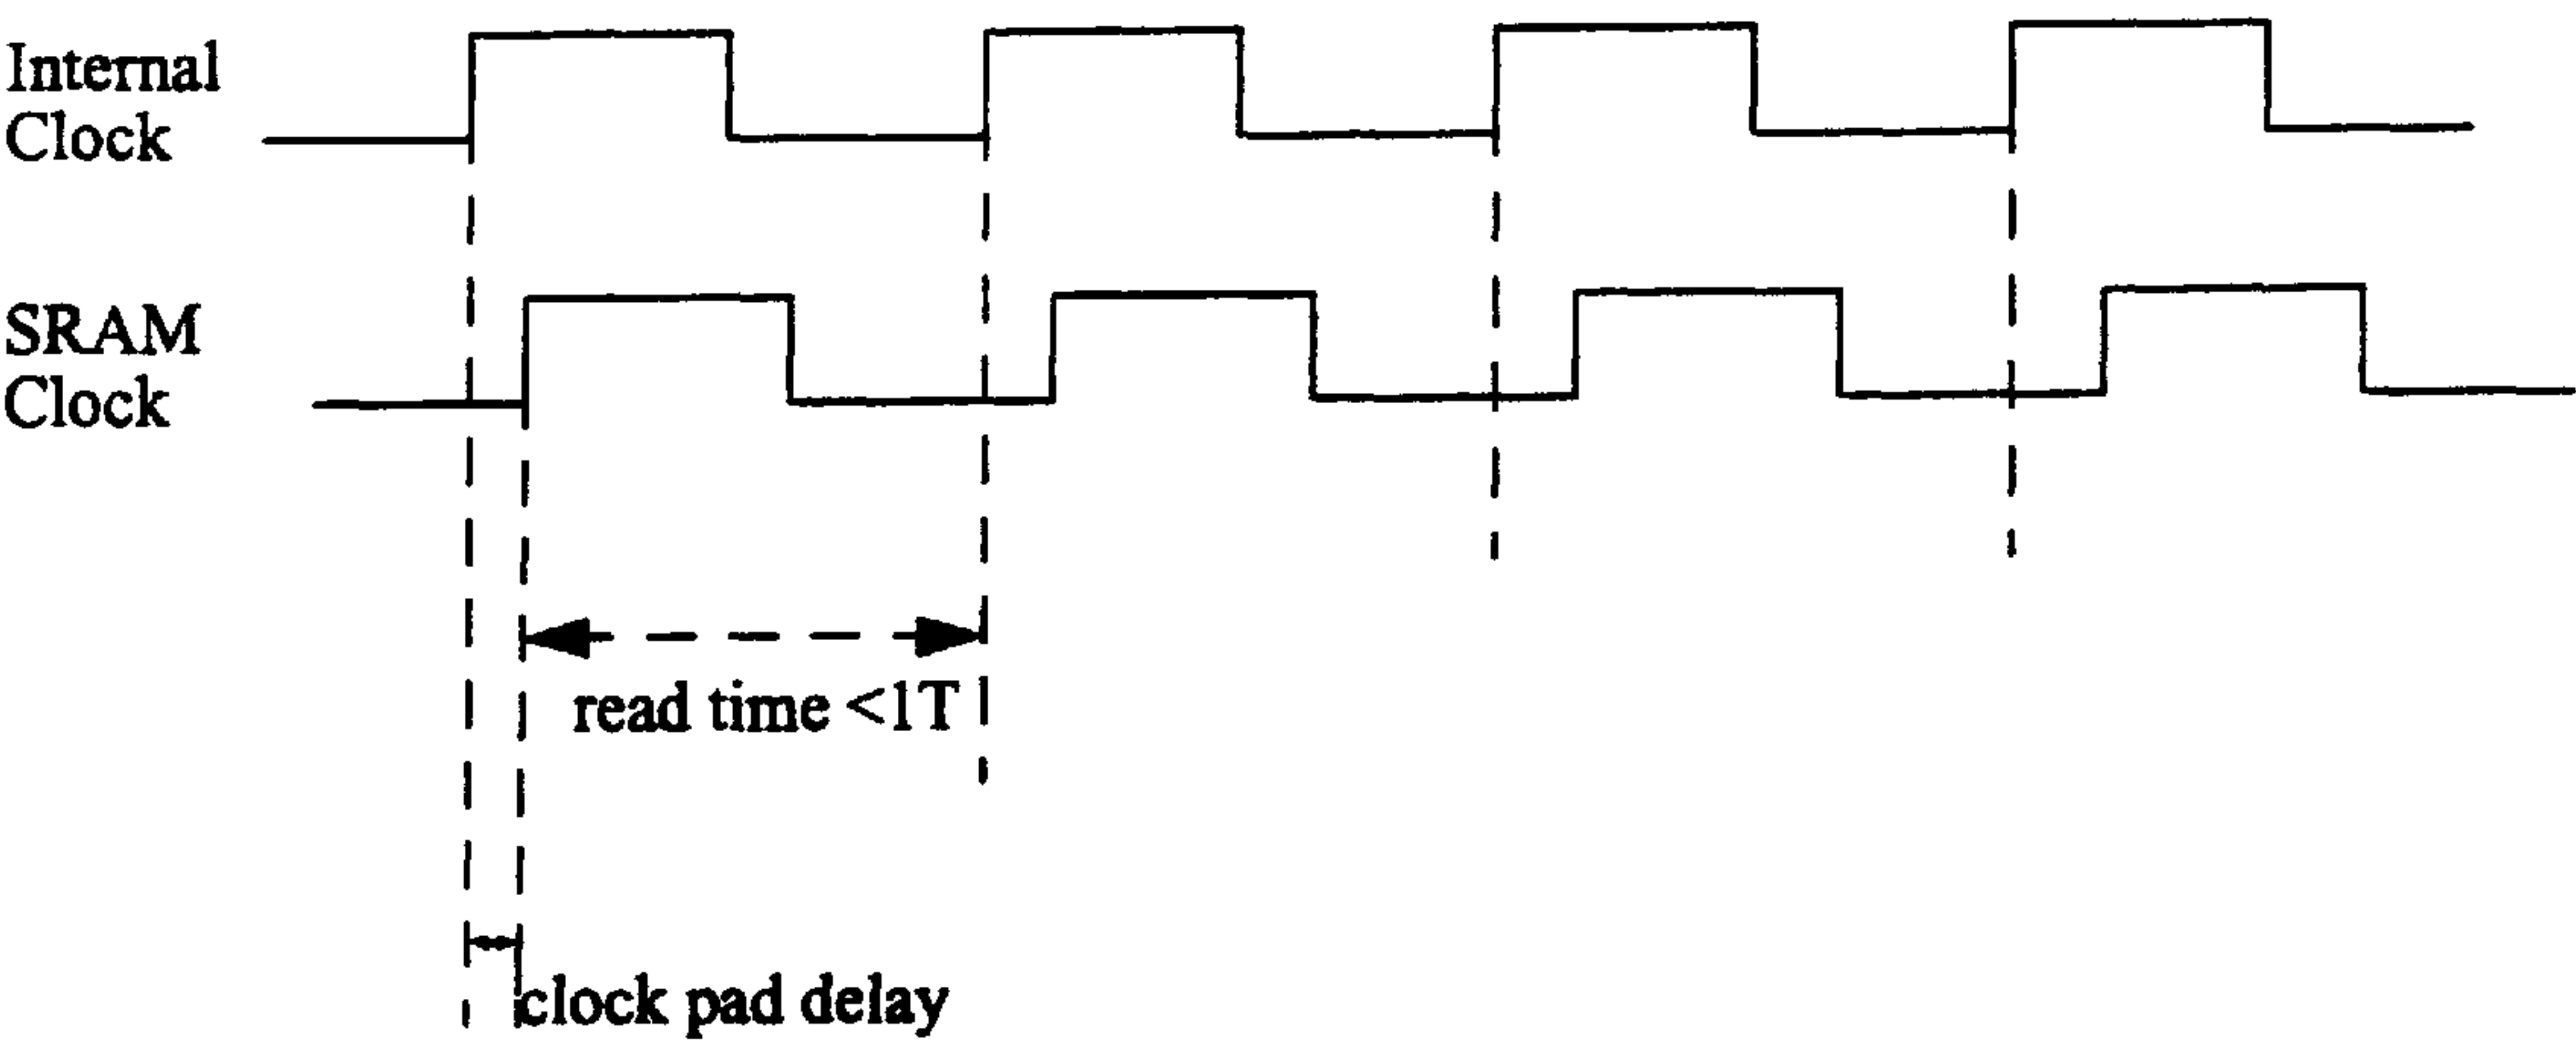 Internal
Clock
SRAM
Clock
read time <1T
clock pad delay